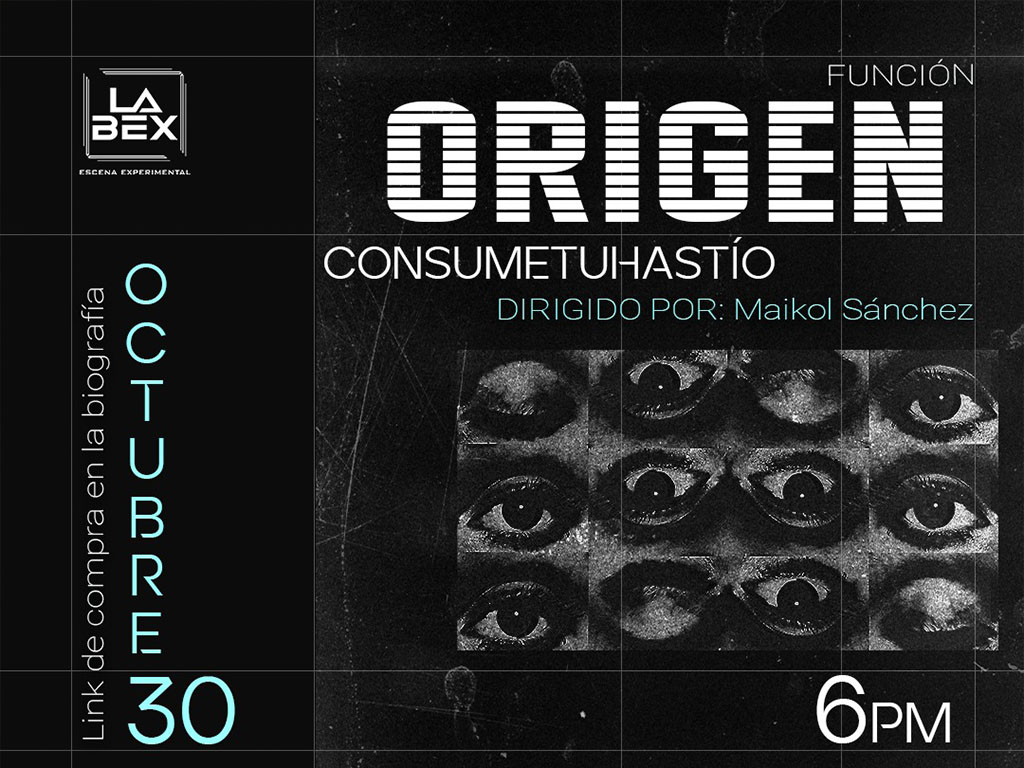 LA
BEX
ESCENA EXPERIMENTAL
FUNCIÓN
ORIGEN
CONSUMETUHASTÍO
DIRIGIDO POR: Maikol Sánchez
Link de compra en la biografía
OCTUBRE
30
6PM